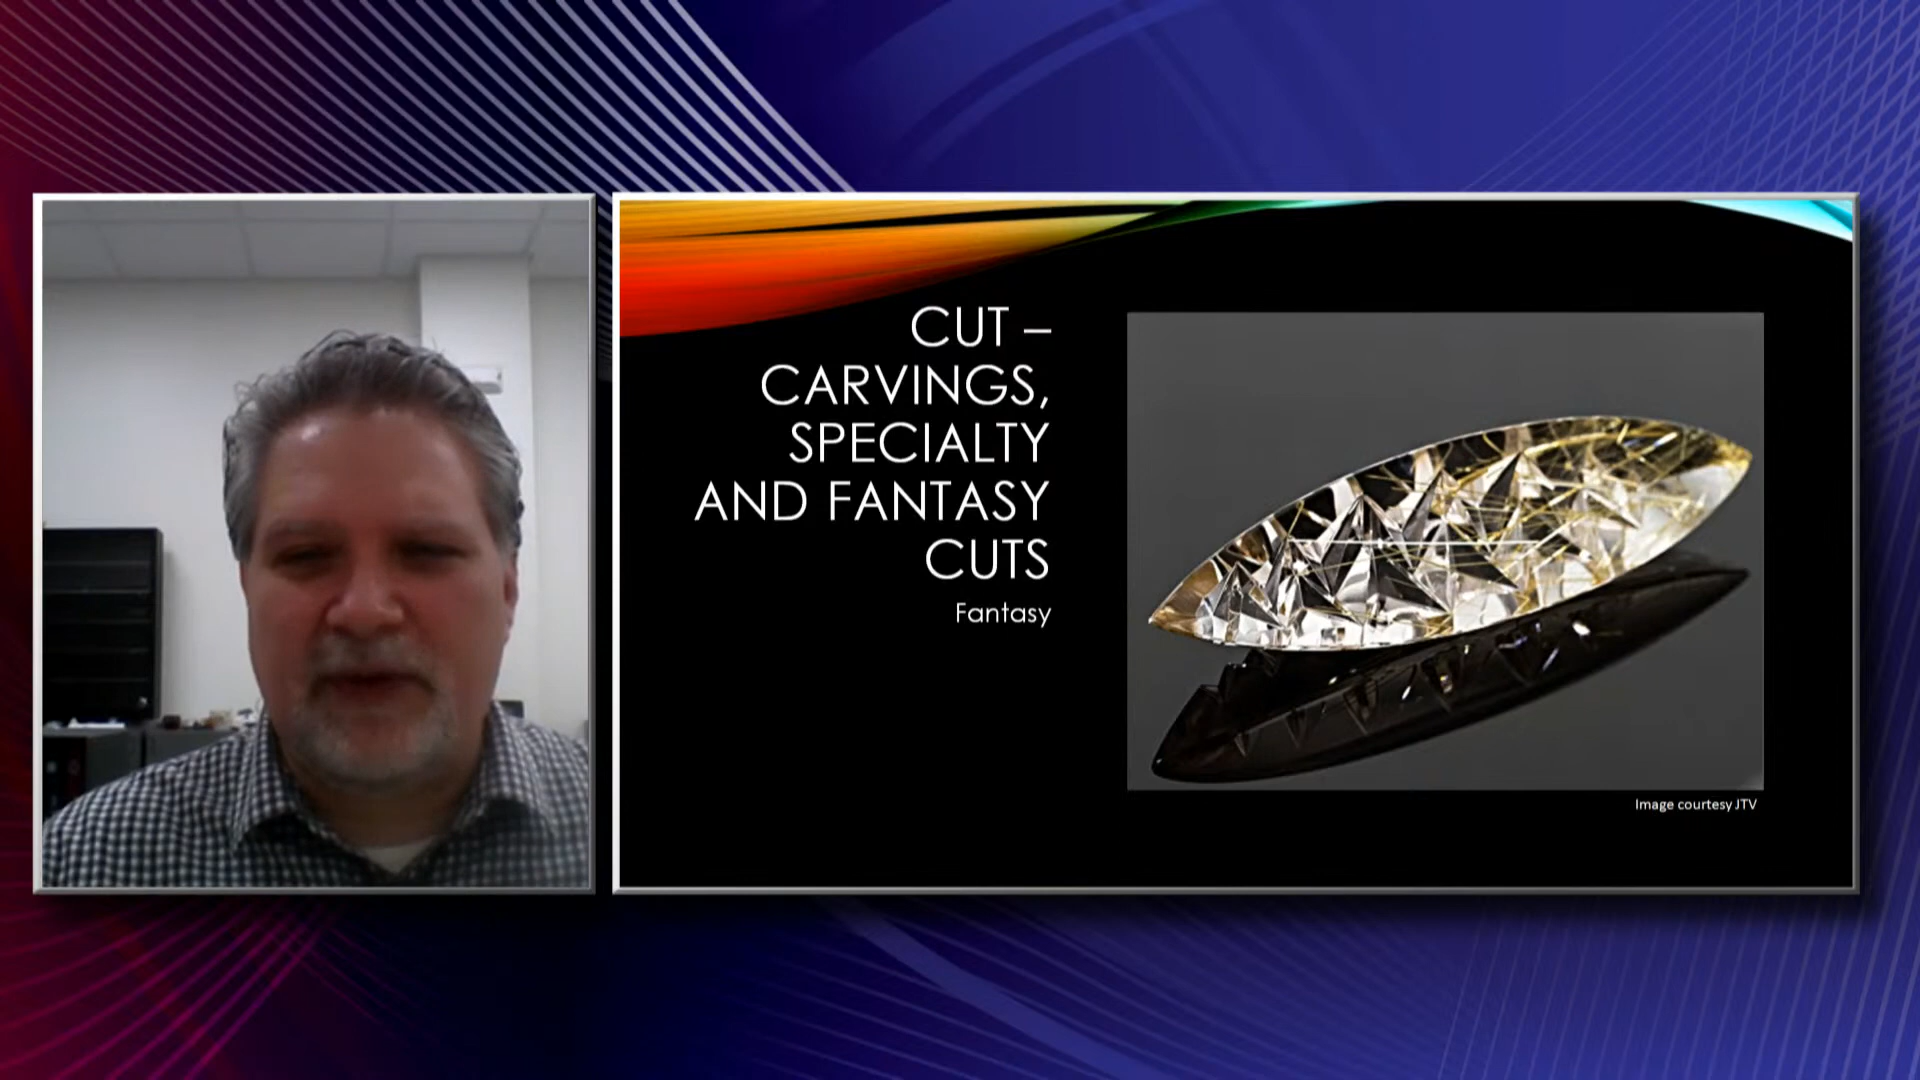 CUT –
CARVINGS,
SPECIALTY
AND FANTASY
CUTS
Fantasy
Image courtesy JTV